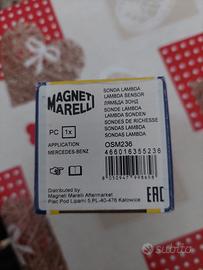 MAGNETI
MARELLI
SONDA LAMBDA
LAMBDA SENSOR
ЛЯМБДА ЗОНД
SONDE LAMBDA
LAMBDA SONDEN
SONDES DE RICHESSE
SONDAS LAMBDA
SONDAS LAMBDA
PC 1x
APPLICATION
MERCEDES-BENZ
OSM236
466016355236
Distributed by
Magneti Marelli Aftermarket
Plac Pod Lipami 5,PL-40-476 Katowice
EAC
subito